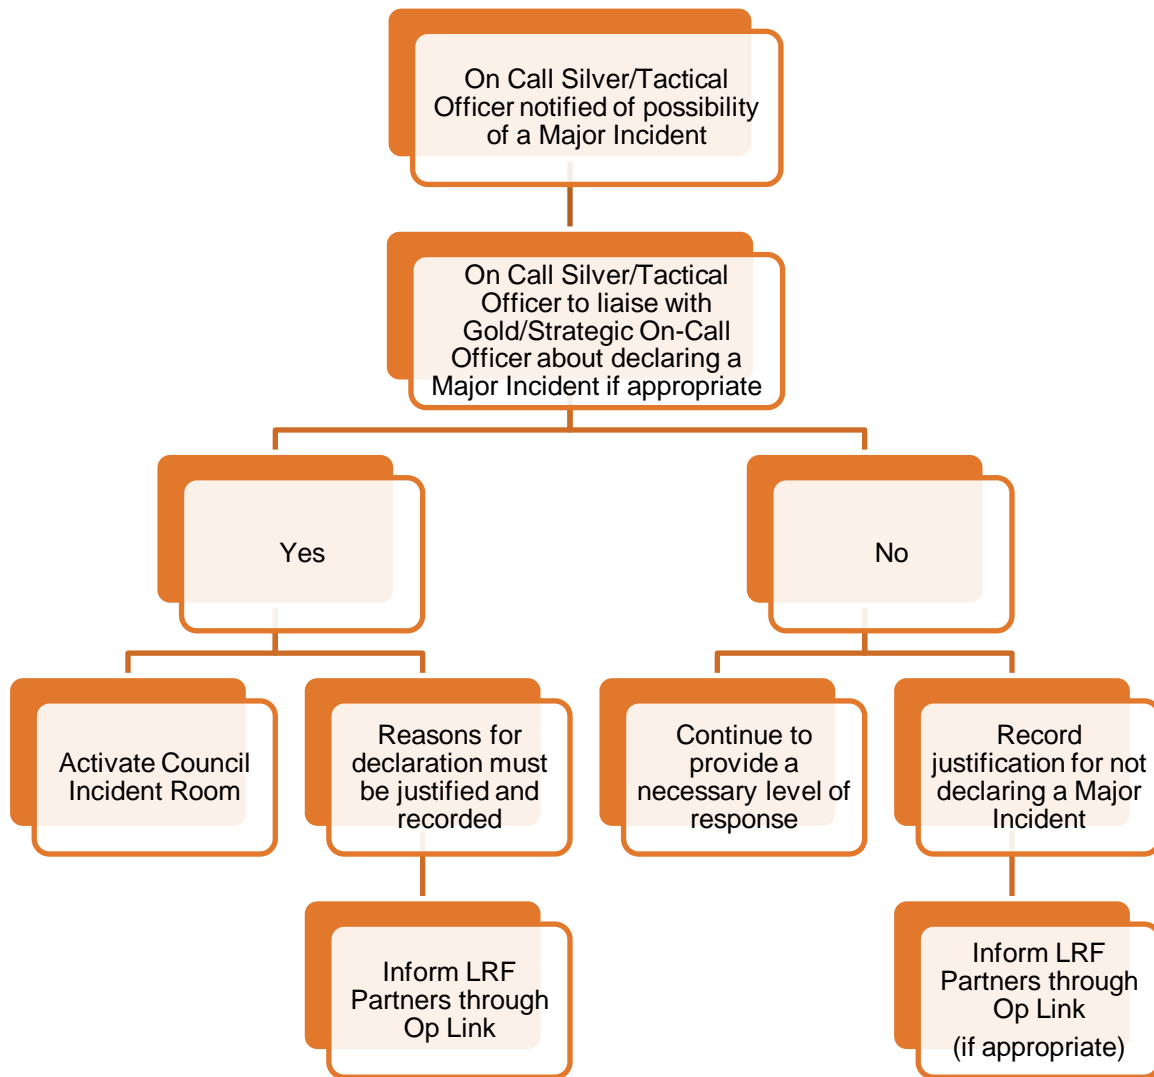 On Call Silver/Tactical
Officer notified of possibility
of a Major Incident
On Call Silver/Tactical
Officer to liaise with
Gold/Strategic On-Call
Officer about declaring a
Major Incident if appropriate
Yes
No
Activate Council
Incident Room
Reasons for
declaration must
be justified and
recorded
Continue to
provide a
necessary level of
response
Record
justification for not
declaring a Major
Incident
Inform LRF
Partners through
Op Link
Inform LRF
Partners through
Op Link
(if appropriate)